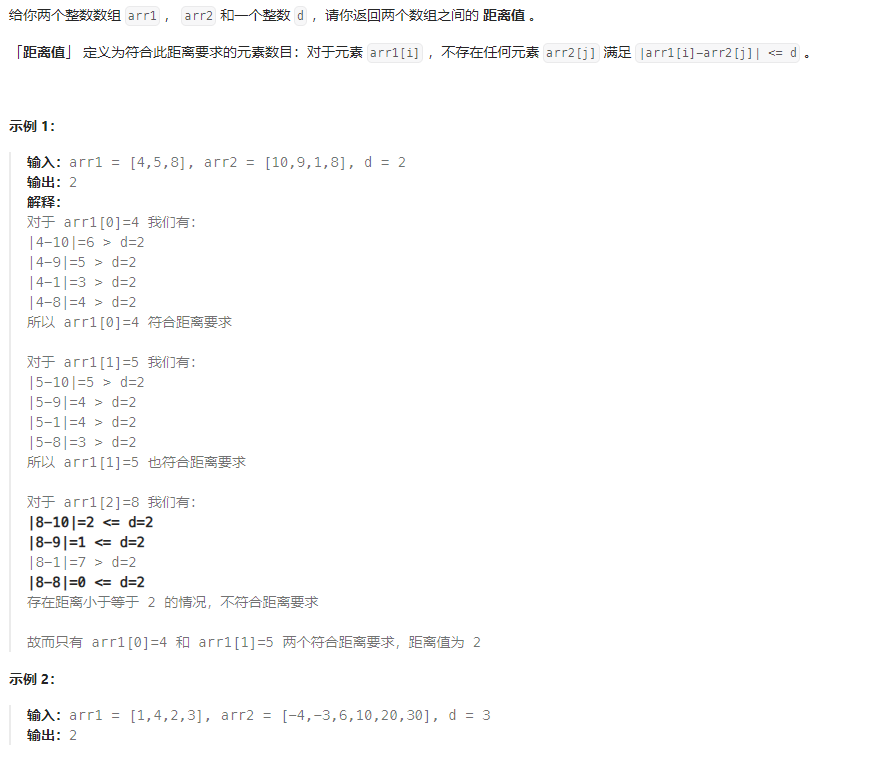 给你两个整数数组 arr1 ， arr2 和一个整数 d ，请你返回两个数组之间的 距离值 。
「距离值」 定义为符合此距离要求的元素数目：对于元素 arr1[i] ，不存在任何元素 arr2[j] 满足 |arr1[i]-arr2[j]| <= d 。
示例 1：
输入：arr1 = [4,5,8], arr2 = [10,9,1,8], d = 2
输出：2
解释：
对于 arr1[0]=4 我们有：
|4-10|=6 > d=2
|4-9|=5 > d=2
|4-1|=3 > d=2
|4-8|=4 > d=2
所以 arr1[0]=4 符合距离要求
对于 arr1[1]=5 我们有：
|5-10|=5 > d=2
|5-9|=4 > d=2
|5-1|=4 > d=2
|5-8|=3 > d=2
所以 arr1[1]=5 也符合距离要求
对于 arr1[2]=8 我们有：
|8-10|=2 <= d=2
|8-9|=1 <= d=2
|8-1|=7 > d=2
|8-8|=0 <= d=2
存在距离小于等于 2 的情况，不符合距离要求
故而只有 arr1[0]=4 和 arr1[1]=5 两个符合距离要求，距离值为 2
示例 2：
输入：arr1 = [1,4,2,3], arr2 = [-4,-3,6,10,20,30], d = 3
输出：2